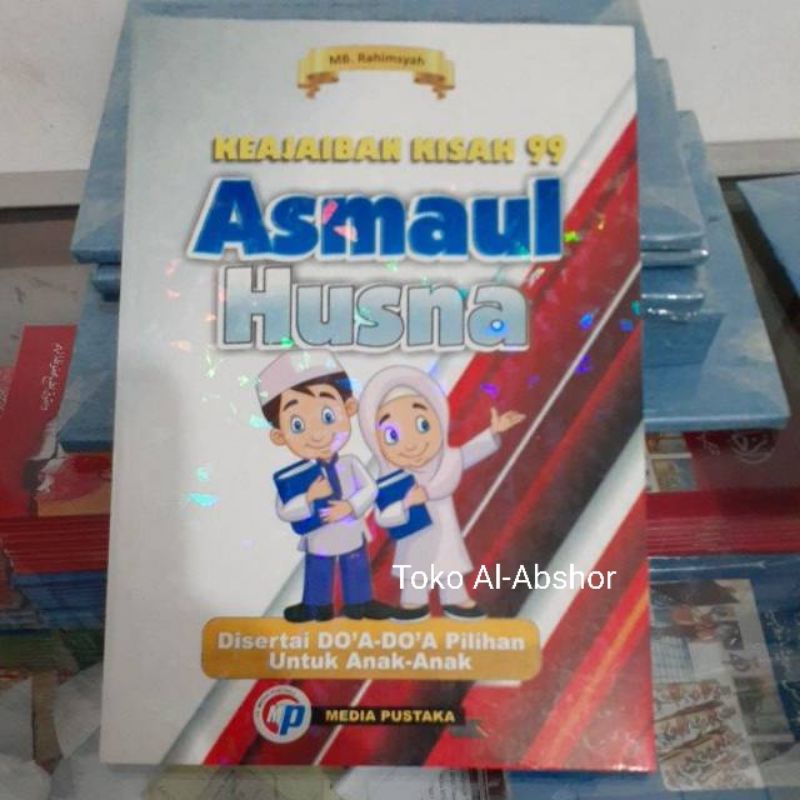 MB. Rahimsyah
KEAJAIBAN KISAH 99
Asmaul
Husna
Toko Al-Abshor
Disertai DO'A-DO'A Pilihan
Untuk Anak-Anak
MP MEDIA PUSTAKA